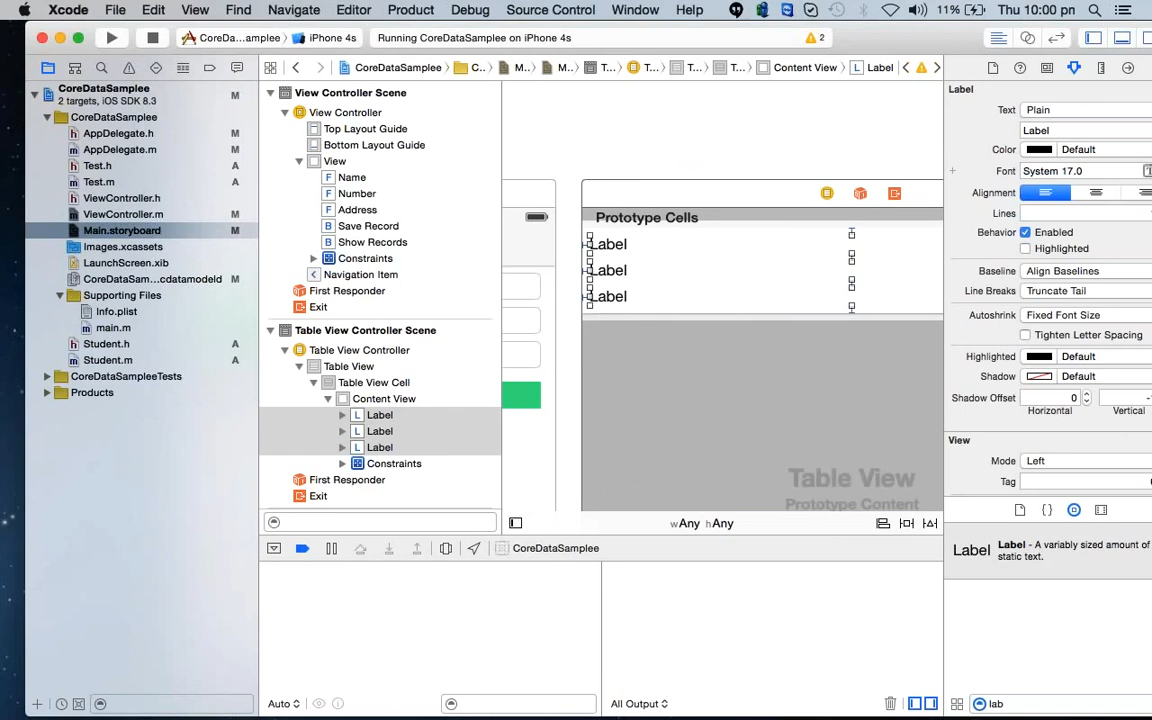 Xcode File Edit View Find Navigate Editor Product Debug Source Control Window Help 11% Thu 10:00 pn
CoreDa...amplee iPhone 4s Running CoreDataSamplee on iPhone 4s 2
CoreDataSamplee C... M... M... T... T... T... T... Content View L Label
CoreDataSamplee M
2 targets, iOS SDK 8.3
CoreDataSamplee
h AppDelegate.h M
m AppDelegate.m M
h Test.h A
m Test.m A
h ViewController.h
m ViewController.m M
Main.storyboard M
Images.xcassets
LaunchScreen.xib
CoreDataSam...cdatamodeld M
Supporting Files
Info.plist
m main.m
h Student.h A
m Student.m A
CoreDataSampleeTests
Products
View Controller Scene
View Controller
Top Layout Guide
Bottom Layout Guide
View
F Name
F Number
F Address
B Save Record
B Show Records
Constraints
Navigation Item
First Responder
Exit
Table View Controller Scene
Table View Controller
Table View
Table View Cell
Content View
L Label
L Label
L Label
Constraints
First Responder
Exit
Prototype Cells
Label
Label
Label
Table View
Prototype Content
wAny hAny
CoreDataSamplee
Auto
All Output
Label
Text Plain
Label
Color Default
Font System 17.0
Alignment
Lines
Behavior Enabled
Highlighted
Baseline Align Baselines
Line Breaks Truncate Tail
Autoshrink Fixed Font Size
Tighten Letter Spacing
Highlighted Default
Shadow Default
Shadow Offset 0
Horizontal Vertical
View
Mode Left
Tag
Label Label - A variably sized amount of
static text.
lab